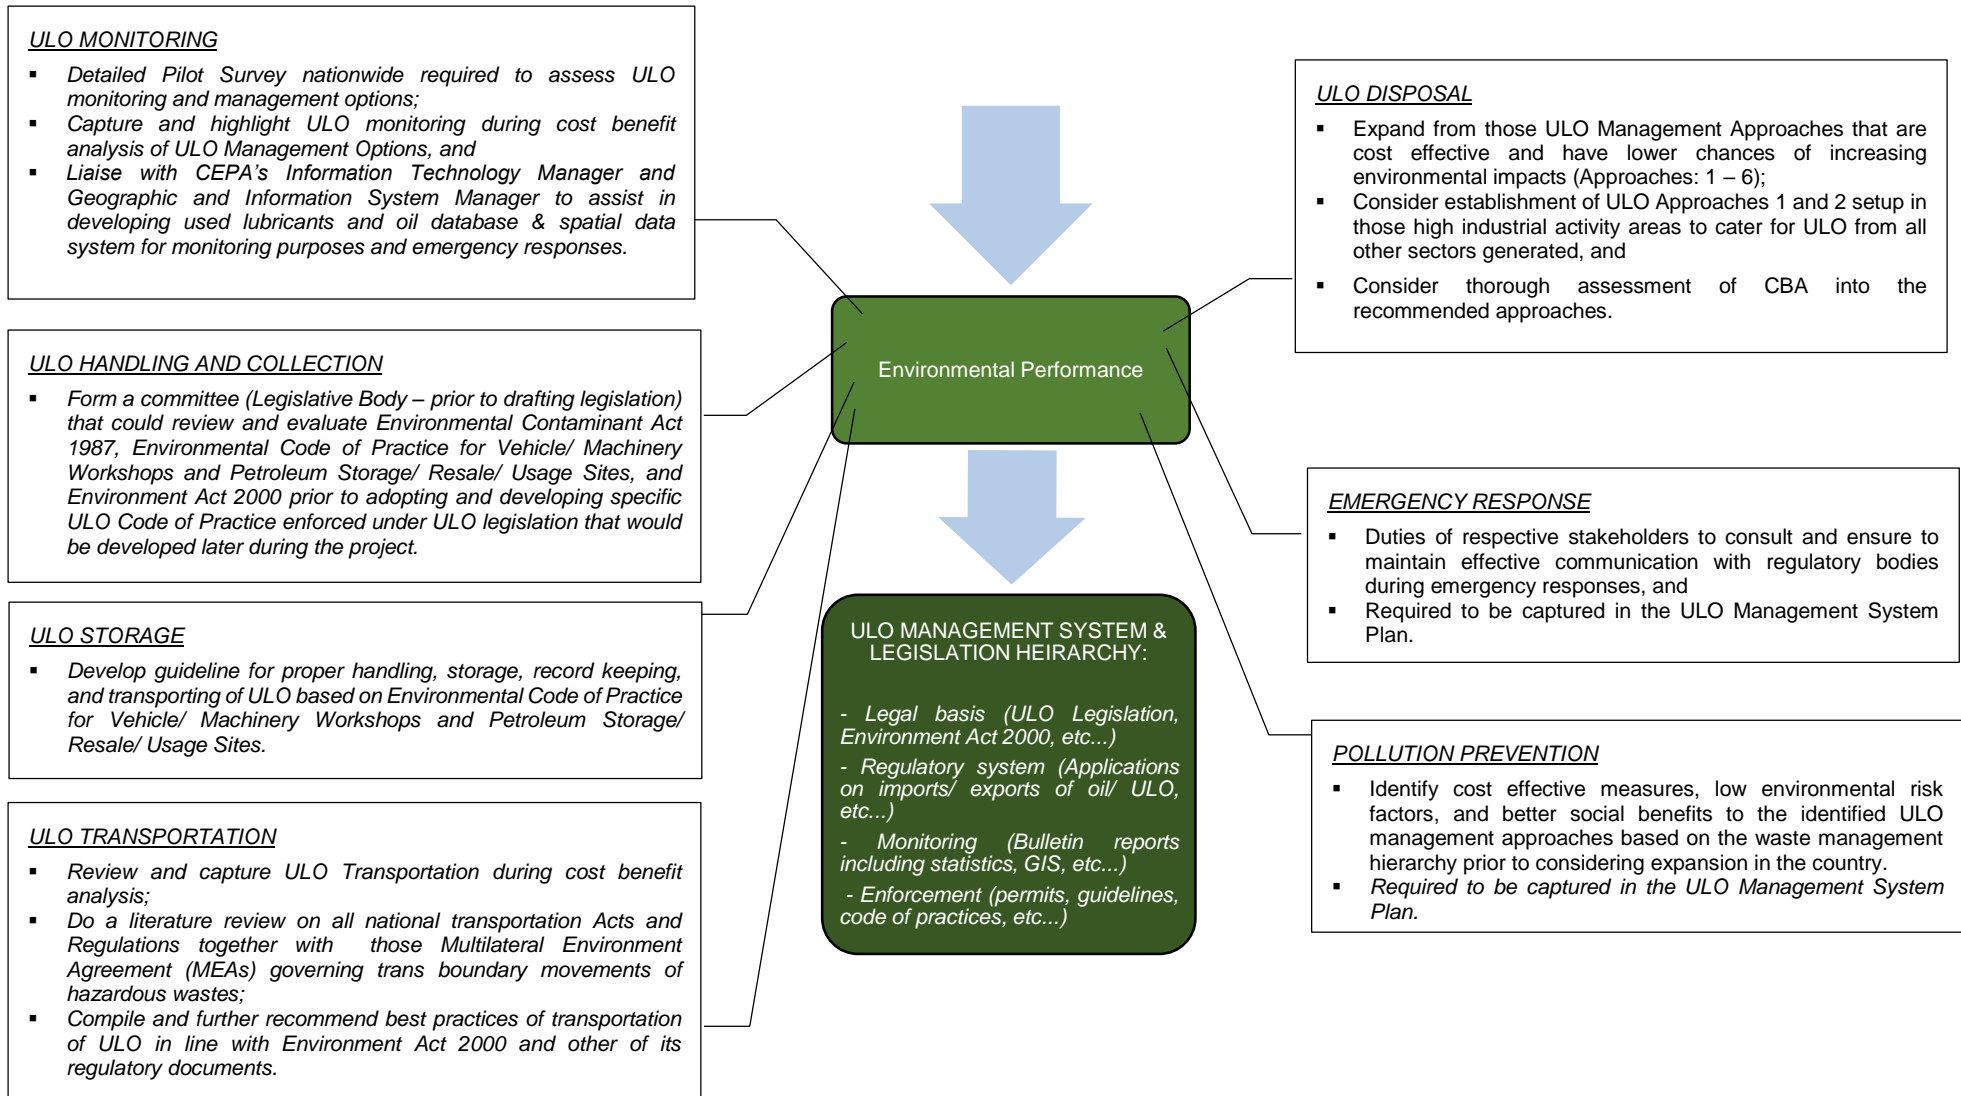 ULO MONITORING
▪ Detailed Pilot Survey nationwide required to assess ULO
monitoring and management options;
▪ Capture and highlight ULO monitoring during cost benefit
analysis of ULO Management Options, and
▪ Liaise with CEPA's Information Technology Manager and
Geographic and Information System Manager to assist in
developing used lubricants and oil database & spatial data
system for monitoring purposes and emergency responses.
ULO HANDLING AND COLLECTION
▪ Form a committee (Legislative Body – prior to drafting legislation)
that could review and evaluate Environmental Contaminant Act
1987, Environmental Code of Practice for Vehicle/ Machinery
Workshops and Petroleum Storage/ Resale/ Usage Sites, and
Environment Act 2000 prior to adopting and developing specific
ULO Code of Practice enforced under ULO legislation that would
be developed later during the project.
ULO STORAGE
▪ Develop guideline for proper handling, storage, record keeping,
and transporting of ULO based on Environmental Code of Practice
for Vehicle/ Machinery Workshops and Petroleum Storage/
Resale/ Usage Sites.
ULO TRANSPORTATION
▪ Review and capture ULO Transportation during cost benefit
analysis;
▪ Do a literature review on all national transportation Acts and
Regulations together with those Multilateral Environment
Agreement (MEAs) governing trans boundary movements of
hazardous wastes;
▪ Compile and further recommend best practices of transportation
of ULO in line with Environment Act 2000 and other of its
regulatory documents.
Environmental Performance
ULO MANAGEMENT SYSTEM &
LEGISLATION HEIRARCHY:
- Legal basis (ULO Legislation,
Environment Act 2000, etc...)
- Regulatory system (Applications
on imports/ exports of oil/ ULO,
etc...)
- Monitoring (Bulletin reports
including statistics, GIS, etc...)
- Enforcement (permits, guidelines,
code of practices, etc...)
ULO DISPOSAL
▪ Expand from those ULO Management Approaches that are
cost effective and have lower chances of increasing
environmental impacts (Approaches: 1 – 6);
▪ Consider establishment of ULO Approaches 1 and 2 setup in
those high industrial activity areas to cater for ULO from all
other sectors generated, and
▪ Consider thorough assessment of CBA into the
recommended approaches.
EMERGENCY RESPONSE
▪ Duties of respective stakeholders to consult and ensure to
maintain effective communication with regulatory bodies
during emergency responses, and
▪ Required to be captured in the ULO Management System
Plan.
POLLUTION PREVENTION
▪ Identify cost effective measures, low environmental risk
factors, and better social benefits to the identified ULO
management approaches based on the waste management
hierarchy prior to considering expansion in the country.
▪ Required to be captured in the ULO Management System
Plan.